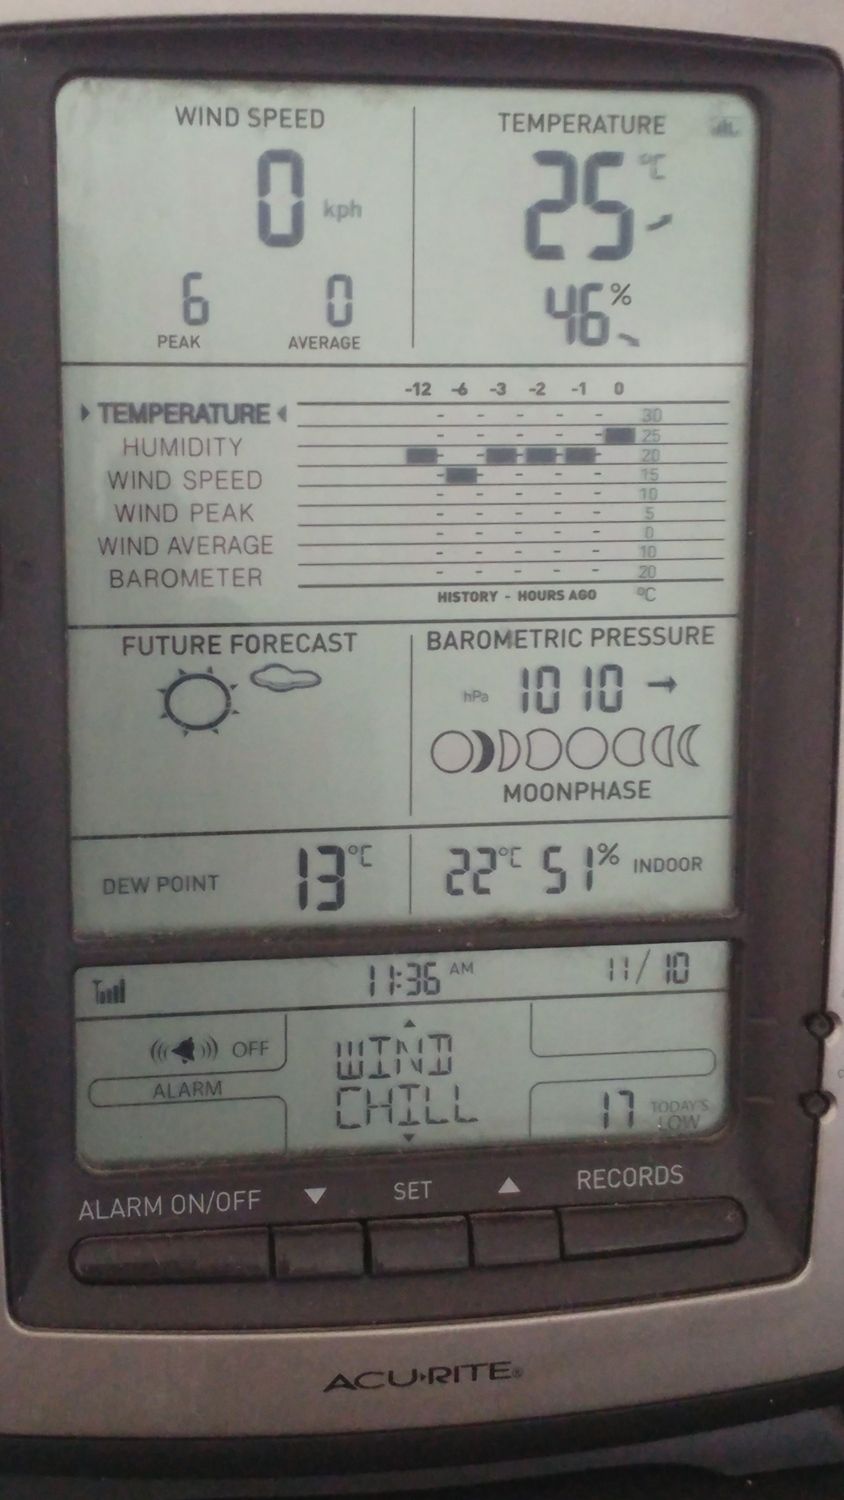 WIND SPEED
TEMPERATURE
0 kph
25 °C
6
0
46%
PEAK
AVERAGE
-12 -6 -3 -2 -1 0
TEMPERATURE
HUMIDITY
WIND SPEED
WIND PEAK
WIND AVERAGE
BAROMETER
30
25
20
15
10
5
0
10
20
HISTORY - HOURS AGO °C
FUTURE FORECAST
BAROMETRIC PRESSURE
hPa 1010
MOONPHASE
DEW POINT 13°C
22°C 51% INDOOR
11:36 AM
11/10
OFF
ALARM
WIND
CHILL
17 TODAY'S
LOW
ALARM ON/OFF
SET
RECORDS
ACU›RITE®